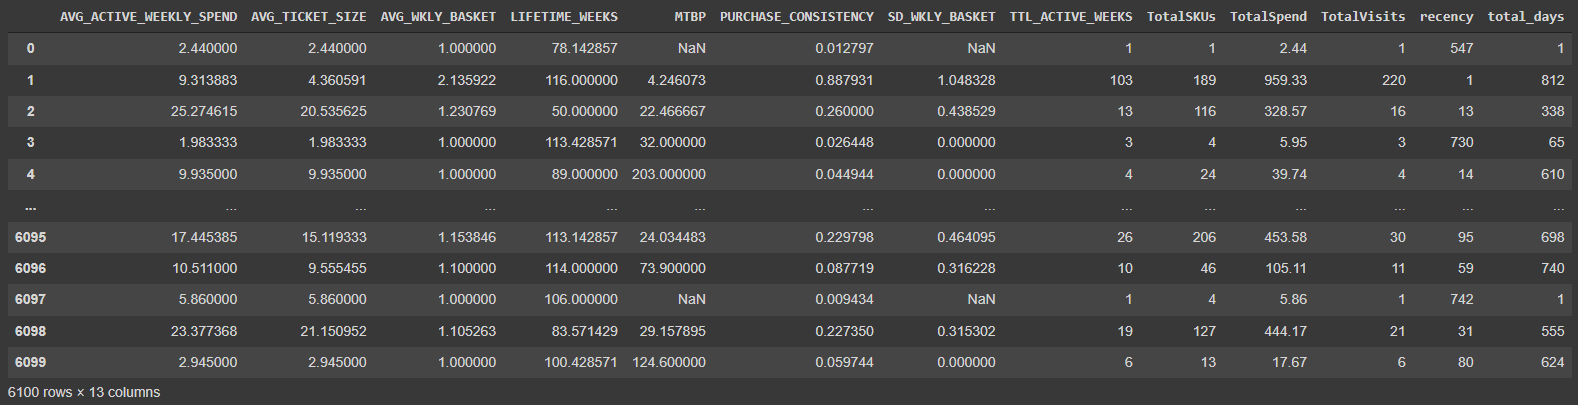 AVG_ACTIVE_WEEKLY_SPEND AVG_TICKET_SIZE AVG_WKLY_BASKET LIFETIME_WEEKS MTBP PURCHASE_CONSISTENCY SD_WKLY_BASKET TTL_ACTIVE_WEEKS TotalSKUs TotalSpend TotalVisits recency total_days
0 2.440000 2.440000 1.000000 78.142857 NaN 0.012797 NaN 1 1 2.44 1 547 1
1 9.313883 4.360591 2.135922 116.000000 4.246073 0.887931 1.048328 103 189 959.33 220 1 812
2 25.274615 20.535625 1.230769 50.000000 22.466667 0.260000 0.438529 13 116 328.57 16 13 338
3 1.983333 1.983333 1.000000 113.428571 32.000000 0.026448 0.000000 3 4 5.95 3 730 65
4 9.935000 9.935000 1.000000 89.000000 203.000000 0.044944 0.000000 4 24 39.74 4 14 610
... ... ... ... ... ... ... ... ... ... ... ... ... ...
6095 17.445385 15.119333 1.153846 113.142857 24.034483 0.229798 0.464095 26 206 453.58 30 95 698
6096 10.511000 9.555455 1.100000 114.000000 73.900000 0.087719 0.316228 10 46 105.11 11 59 740
6097 5.860000 5.860000 1.000000 106.000000 NaN 0.009434 NaN 1 4 5.86 1 742 1
6098 23.377368 21.150952 1.105263 83.571429 29.157895 0.227350 0.315302 19 127 444.17 21 31 555
6099 2.945000 2.945000 1.000000 100.428571 124.600000 0.059744 0.000000 6 13 17.67 6 80 624
6100 rows × 13 columns